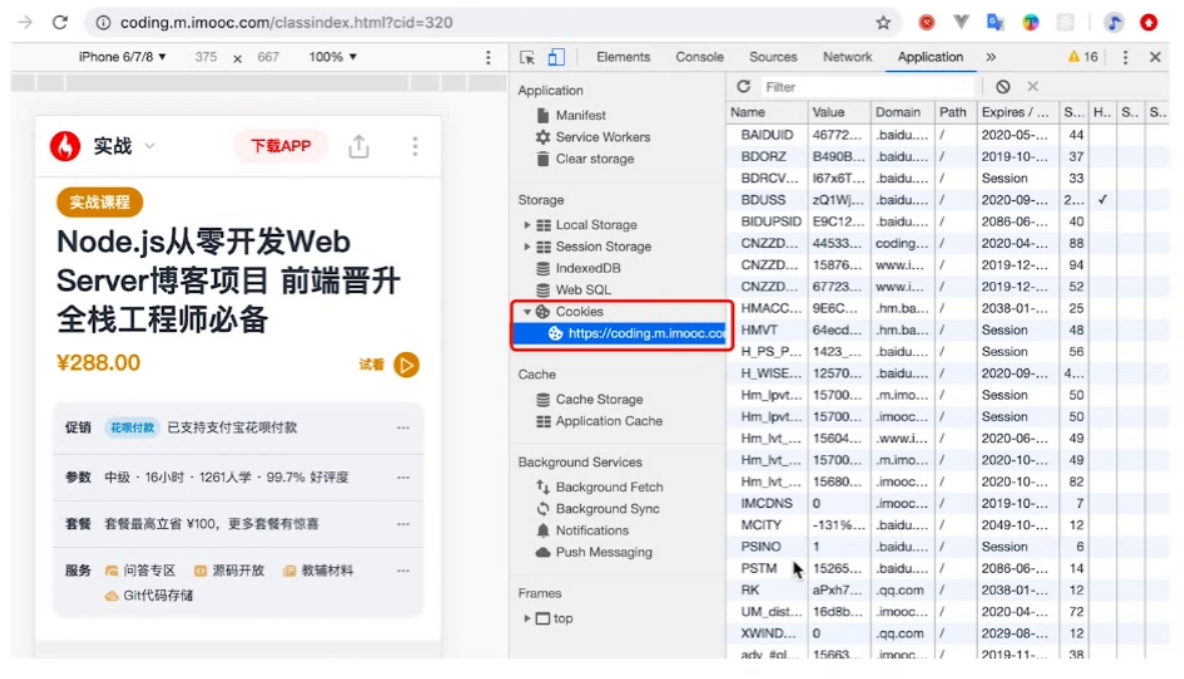 coding.m.imooc.com/classindex.html?cid=320
iPhone 6/7/8 ▼ 375 x 667 100% ▼
Elements Console Sources Network Application » 16
实战 下载APP
实战课程
Node.js从零开发Web
Server博客项目 前端晋升
全栈工程师必备
¥288.00 试看
促销 花呗付款 已支持支付宝花呗付款 ···
参数 中级 · 16小时 · 1261人学 · 99.7% 好评度 ···
套餐 套餐最高立省 ¥100，更多套餐有惊喜 ···
服务 问答专区 源码开放 教辅材料 ···
Git代码存储
Application
Manifest
Service Workers
Clear storage
Storage
Local Storage
Session Storage
IndexedDB
Web SQL
Cookies
https://coding.m.imooc.co
Cache
Cache Storage
Application Cache
Background Services
Background Fetch
Background Sync
Notifications
Push Messaging
Frames
top
Filter
Name Value Domain Path Expires / ... S... H.. S.. S..
BAIDUID 46772... .baidu.... / 2020-05-... 44
BDORZ B490B... .baidu.... / 2019-10-... 37
BDRCV... I67x6T... .baidu.... / Session 33
BDUSS zQ1Wj... .baidu.... / 2020-09-... 2... ✓
BIDUPSID E9C12... .baidu.... / 2086-06-... 40
CNZZD... 44533... coding... / 2020-04-... 88
CNZZD... 15876... www.i... / 2019-12-... 94
CNZZD... 67723... www.i... / 2019-12-... 52
HMACC... 9E6C... .hm.ba... / 2038-01-... 25
HMVT 64ecd... .hm.ba... / Session 48
H_PS_P... 1423_... .baidu.... / Session 56
H_WISE... 12570... .baidu.... / 2020-09-... 4...
Hm_lpvt... 15700... .m.imo... / Session 50
Hm_lpvt... 15700... .imooc... / Session 50
Hm_lvt_... 15604... .www.i... / 2020-06-... 49
Hm_lvt_... 15700... .m.imo... / 2020-10-... 49
Hm_lvt_... 15680... .imooc... / 2020-10-... 82
IMCDNS 0 .imooc... / 2019-10-... 7
MCITY -131%... .baidu.... / 2049-10-... 12
PSINO 1 .baidu.... / Session 6
PSTM 15265... .baidu.... / 2086-06-... 14
RK aPxh7... .qq.com / 2038-01-... 12
UM_dist... 16d8b... .imooc... / 2020-04-... 72
XWIND... 0 .qq.com / 2029-08-... 12
adv_#pl... 15663... .imooc... / 2019-11-... 38